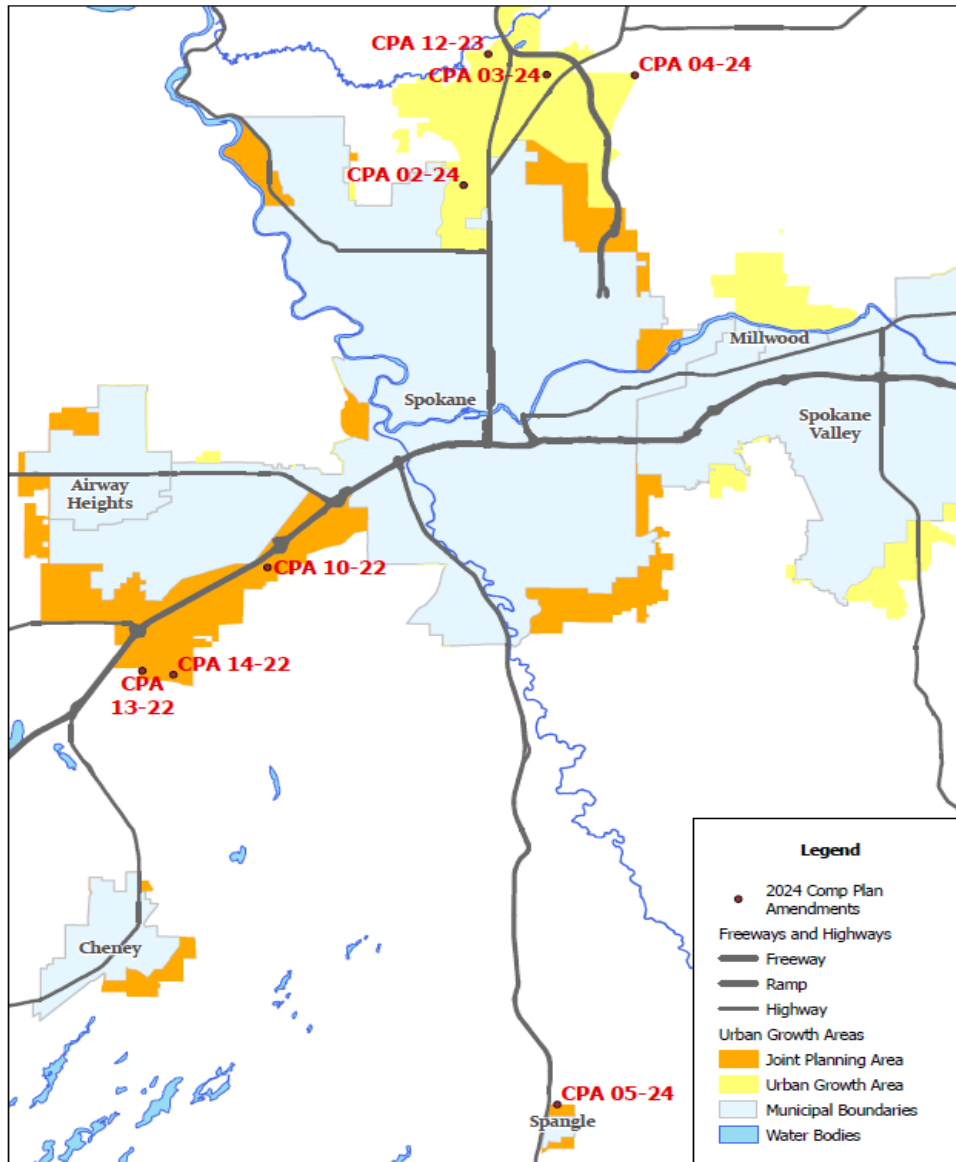 CPA 12-23
CPA 03-24
CPA 04-24
CPA 02-24
Millwood
Spokane
Spokane
Valley
Airway
Heights
CPA 10-22
CPA 14-22
CPA
13-22
Cheney
CPA 05-24
Spangle
Legend
2024 Comp Plan
Amendments
Freeways and Highways
Freeway
Ramp
Highway
Urban Growth Areas
Joint Planning Area
Urban Growth Area
Municipal Boundaries
Water Bodies